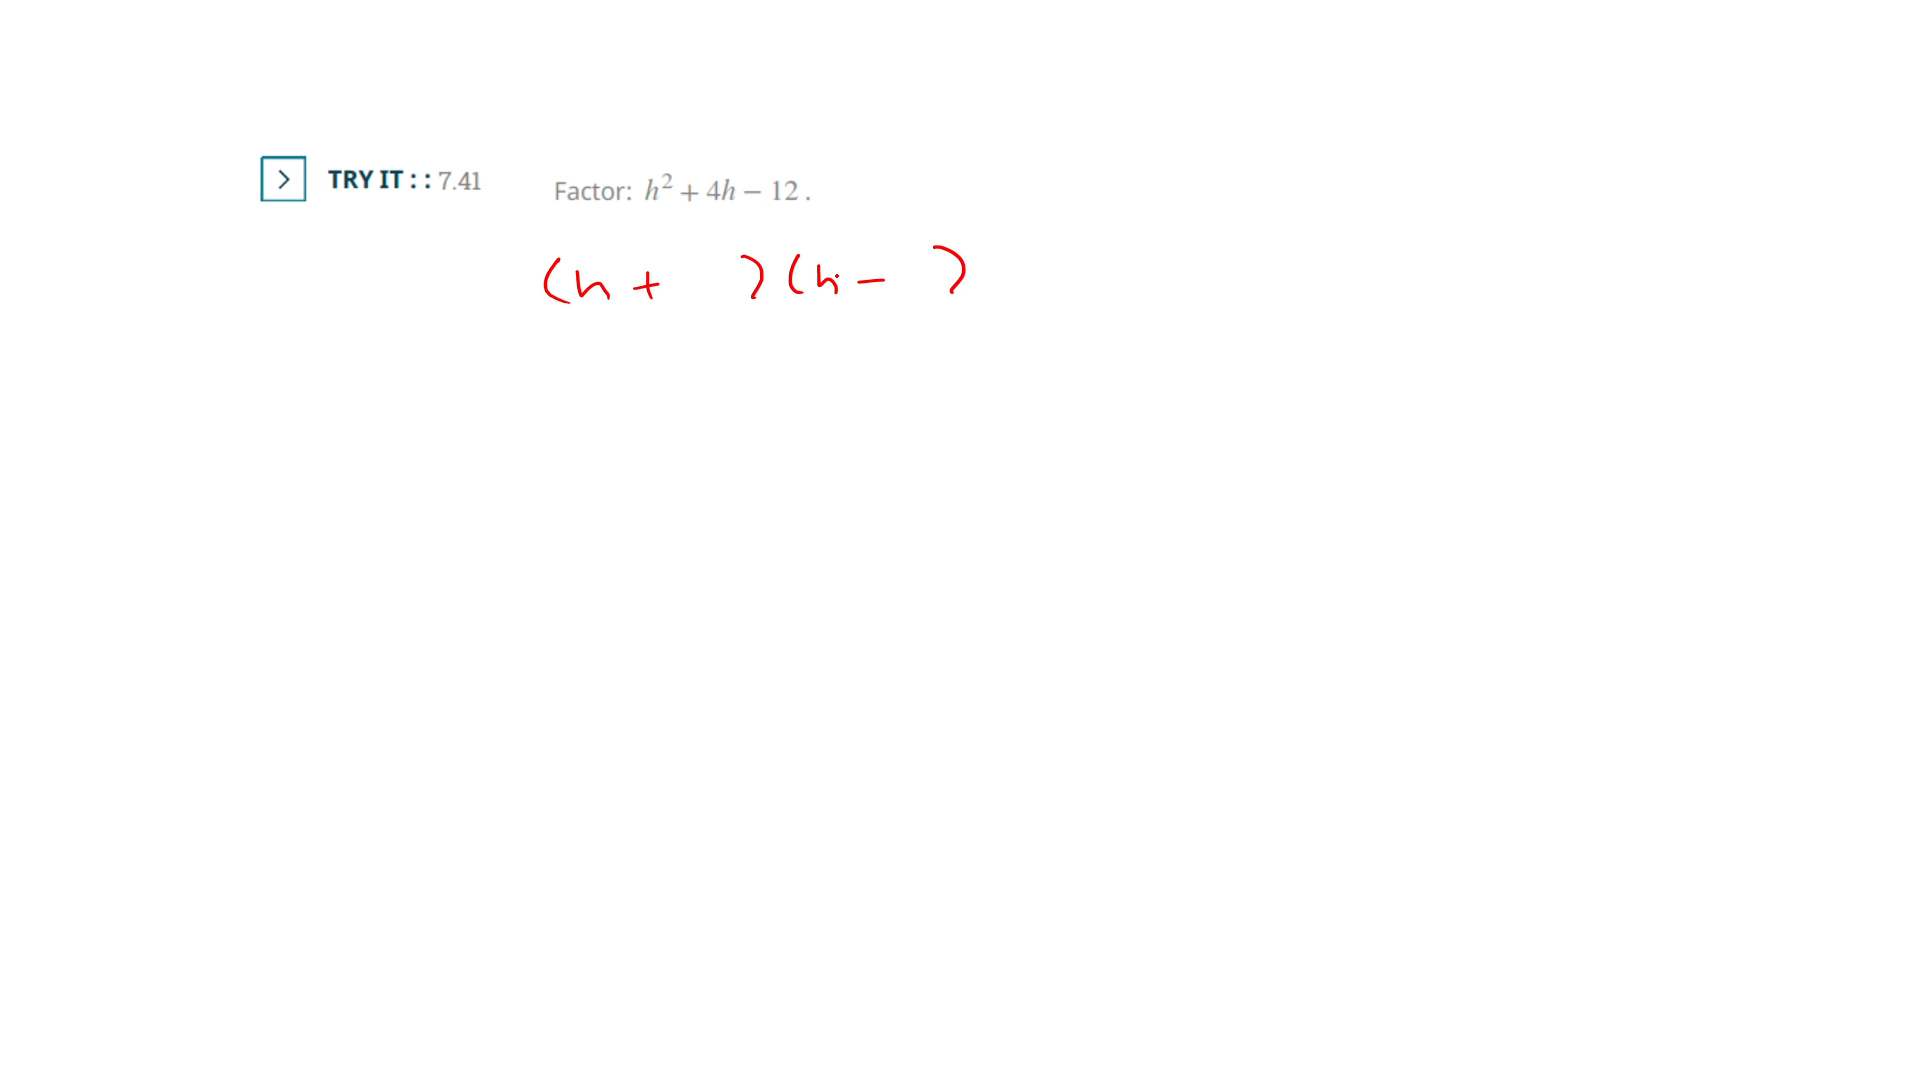 > TRY IT : : 7.41 Factor: h² + 4h − 12 .
(h + ) (h − )